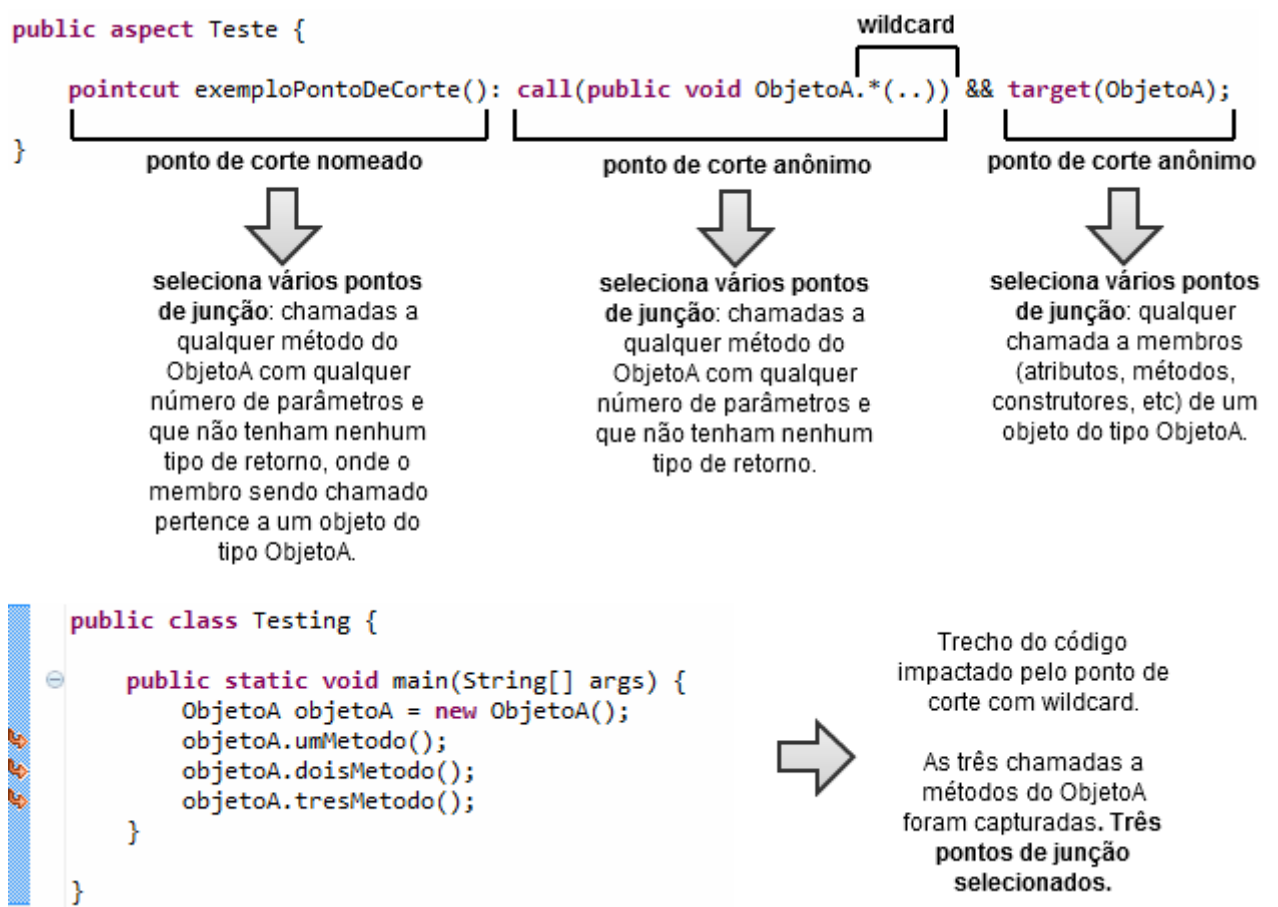 public aspect Teste {
wildcard
pointcut exemploPontoDeCorte(): call(public void ObjetoA.*(..)) && target(ObjetoA);
}
ponto de corte nomeado
seleciona vários pontos
de junção: chamadas a
qualquer método do
ObjetoA com qualquer
número de parâmetros e
que não tenham nenhum
tipo de retorno, onde o
membro sendo chamado
pertence a um objeto do
tipo ObjetoA.
ponto de corte anônimo
seleciona vários pontos
de junção: chamadas a
qualquer método do
ObjetoA com qualquer
número de parâmetros e
que não tenham nenhum
tipo de retorno.
ponto de corte anônimo
seleciona vários pontos
de junção: qualquer
chamada a membros
(atributos, métodos,
construtores, etc) de um
objeto do tipo ObjetoA.
public class Testing {
public static void main(String[] args) {
ObjetoA objetoA = new ObjetoA();
objetoA.umMetodo();
objetoA.doisMetodo();
objetoA.tresMetodo();
}
}
Trecho do código
impactado pelo ponto de
corte com wildcard.
As três chamadas a
métodos do ObjetoA
foram capturadas. Três
pontos de junção
selecionados.